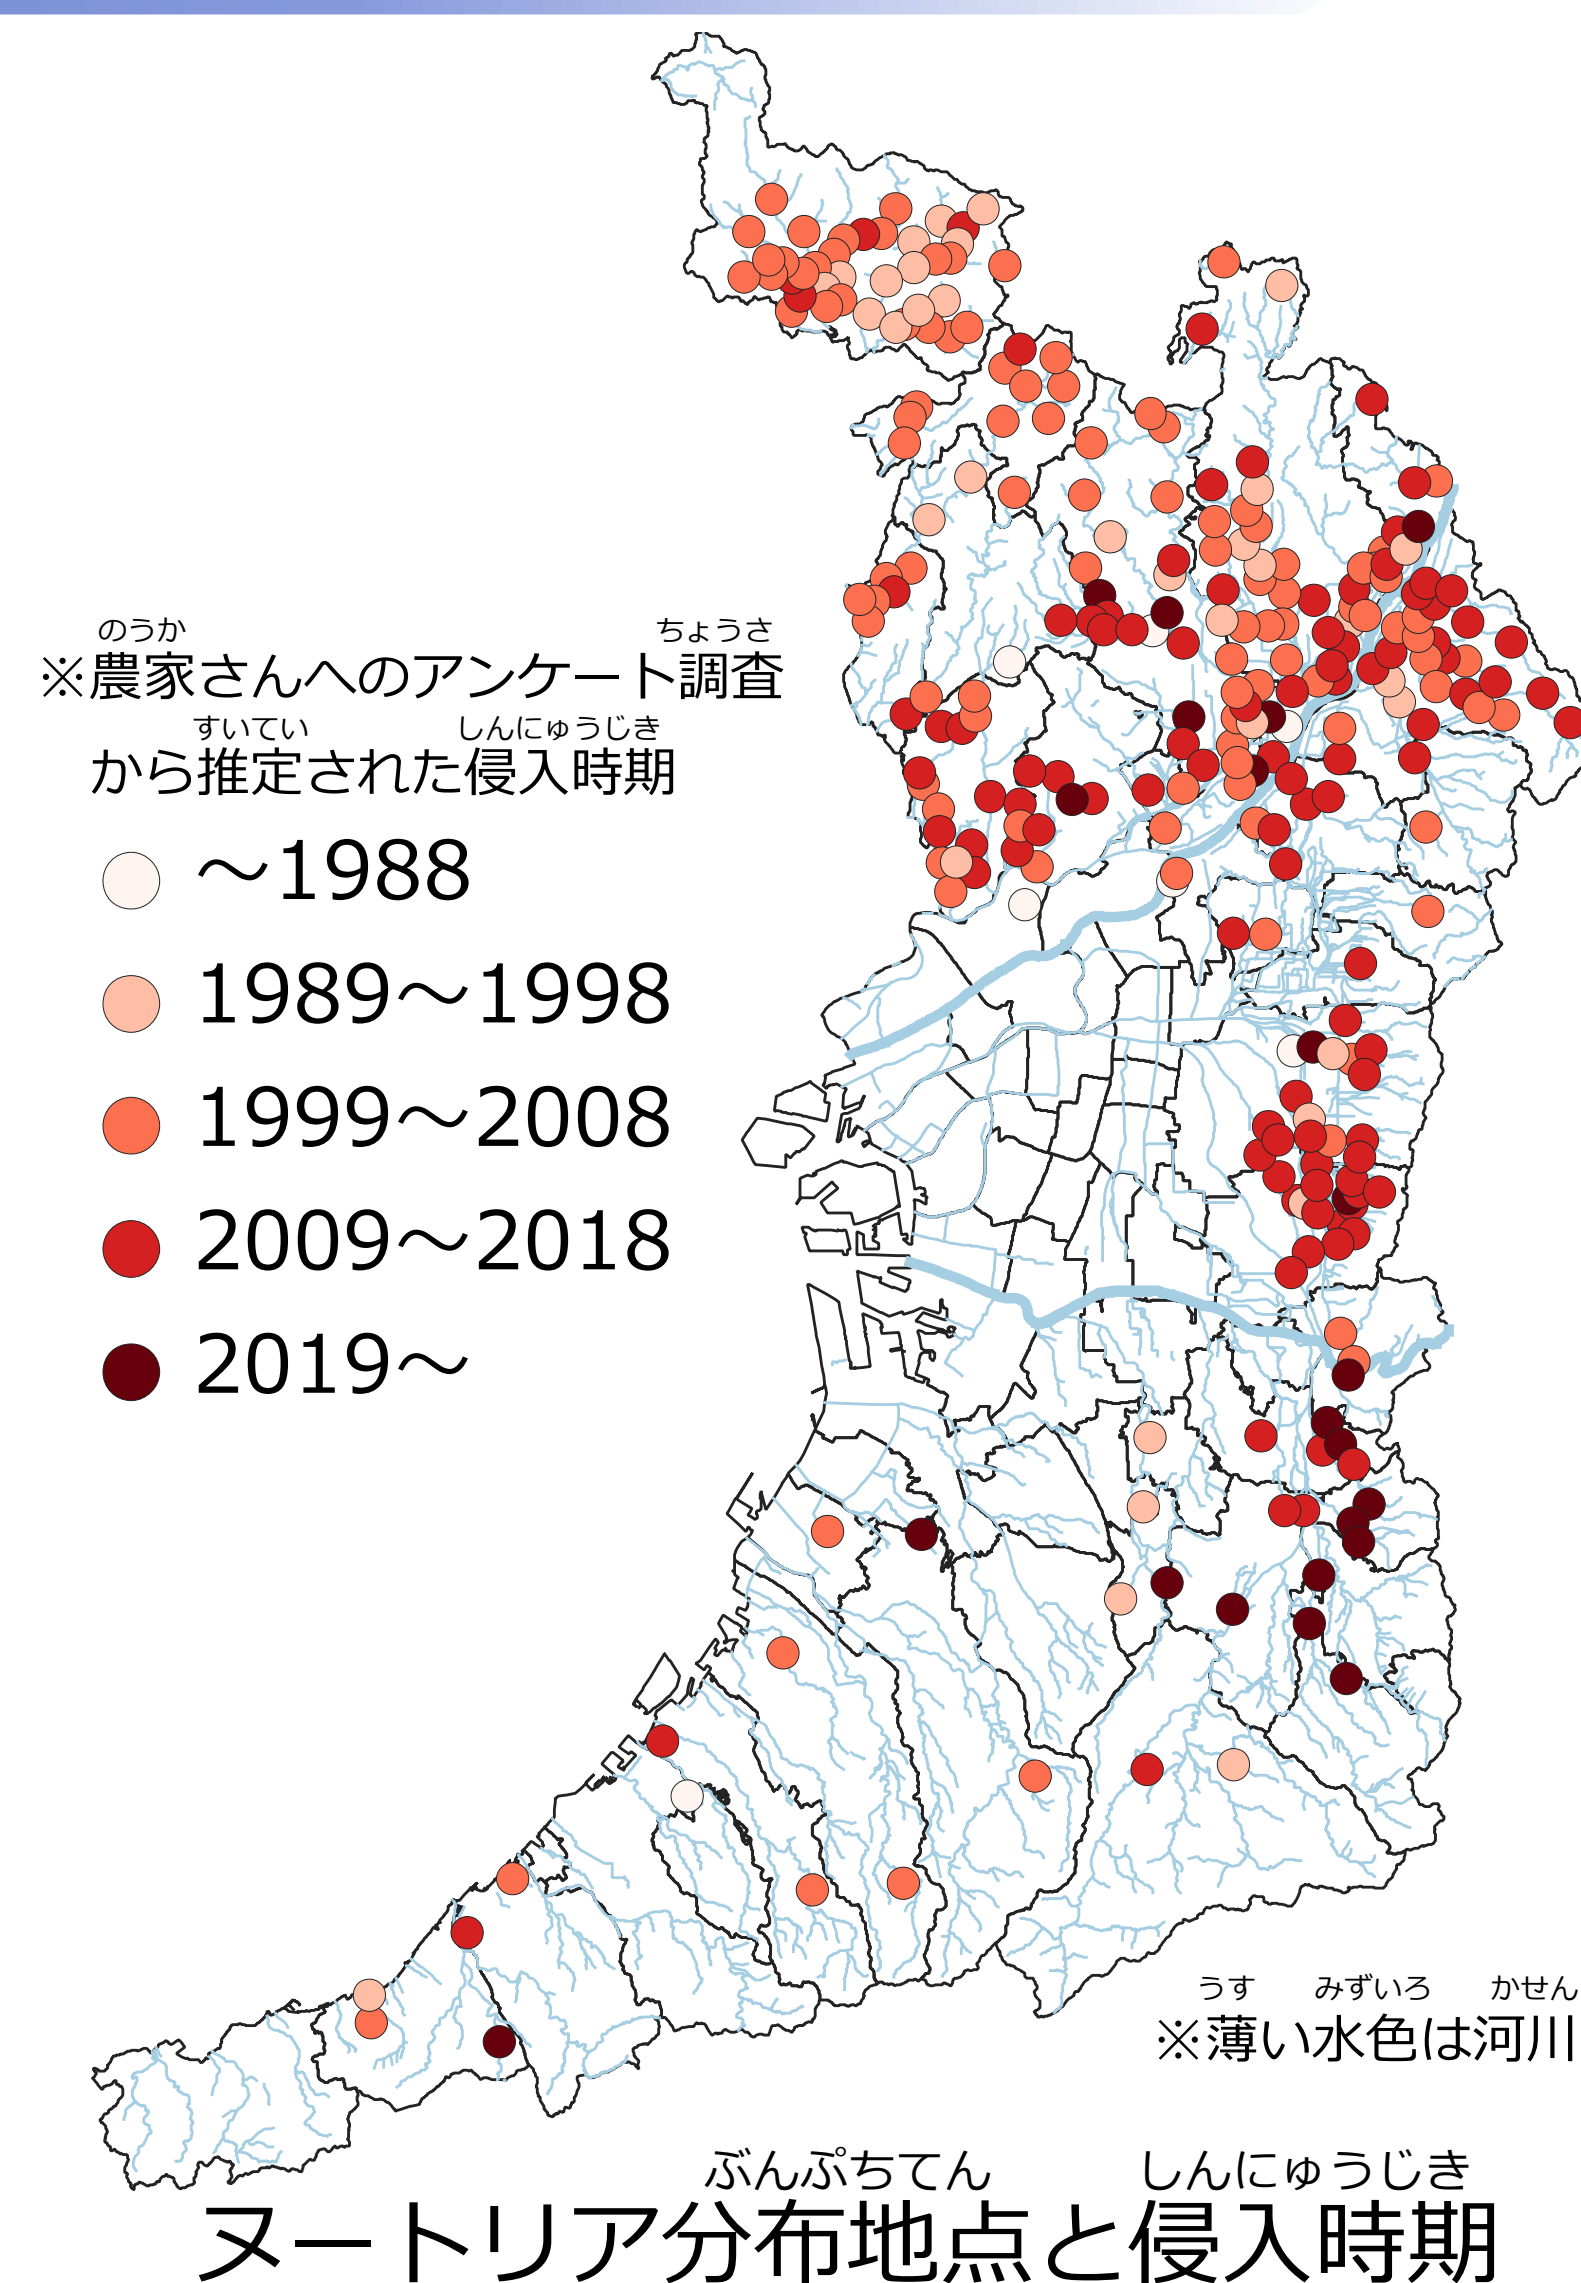 のうか ちょうさ
※農家さんへのアンケート調査
すいてい しんにゅうじき
から推定された侵入時期
～1988
1989～1998
1999～2008
2009～2018
2019～
うす みずいろ かせん
※薄い水色は河川
ぶんぷちてん しんにゅうじき
ヌートリア分布地点と侵入時期